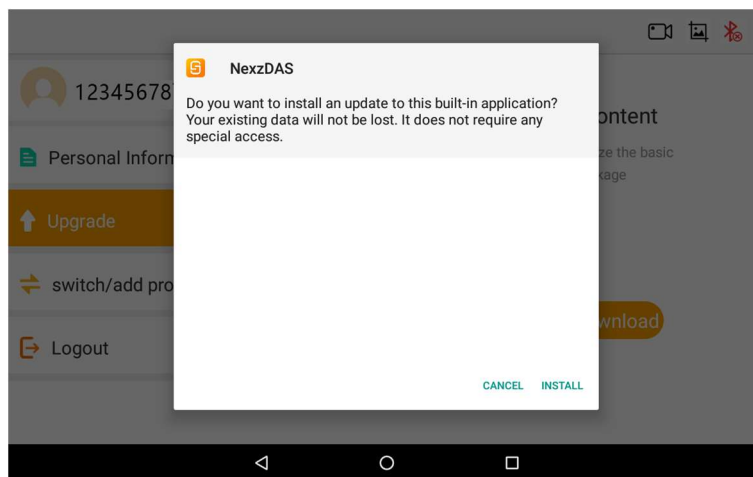 NexzDAS
Do you want to install an update to this built-in application?
Your existing data will not be lost. It does not require any
special access.
CANCEL INSTALL
12345678
Personal Inform
Upgrade
switch/add pro
Logout
ontent
ze the basic
kage
wnload